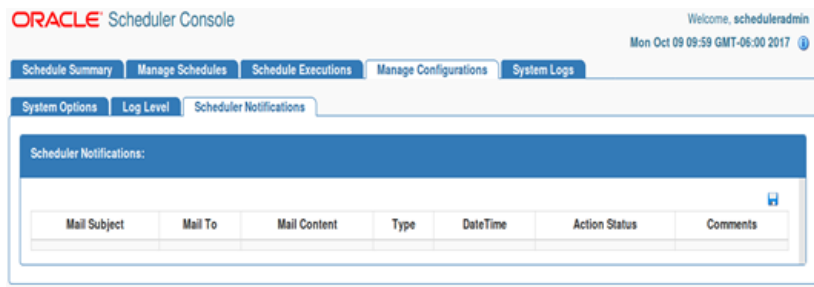 ORACLE Scheduler Console
Welcome, scheduleradmin
Mon Oct 09 09:59 GMT-06:00 2017
Schedule Summary Manage Schedules Schedule Executions Manage Configurations System Logs
System Options Log Level Scheduler Notifications
Scheduler Notifications:
Mail Subject Mail To Mail Content Type DateTime Action Status Comments